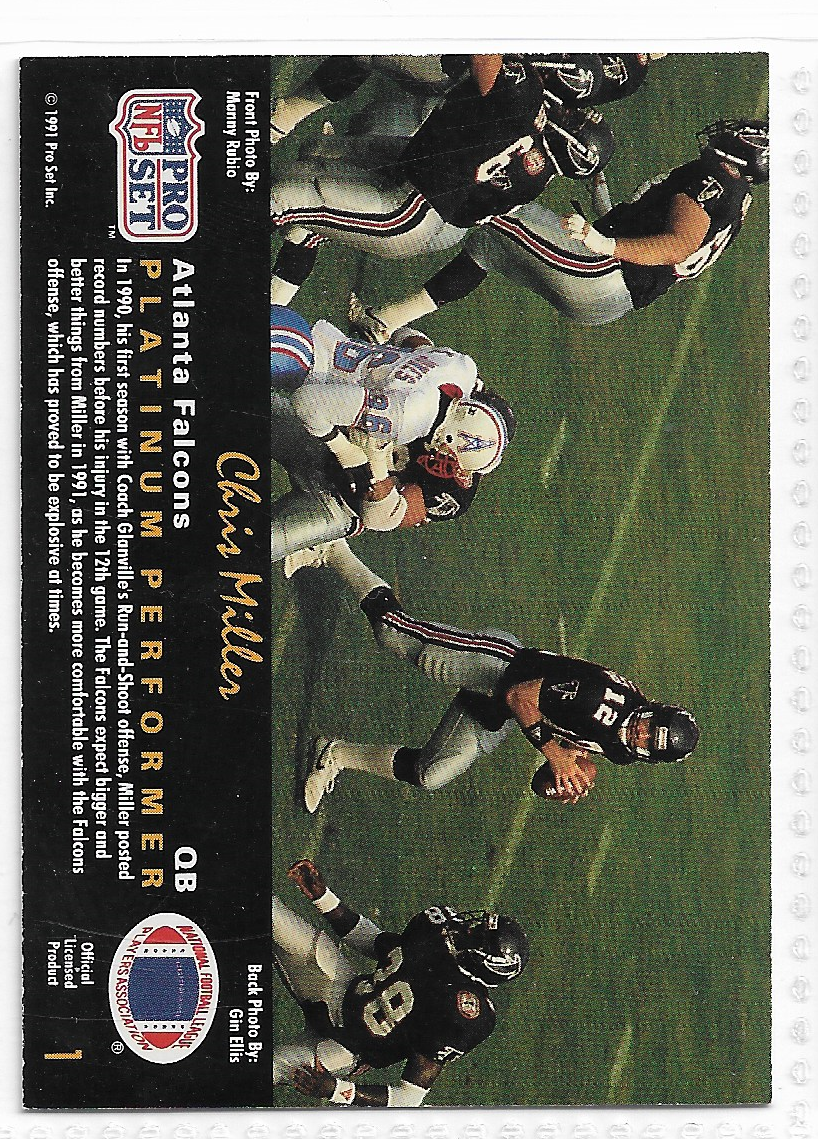 Front Photo By:
Manny Rubio
Chris Miller
Back Photo By:
Gin Ellis
Atlanta Falcons QB
PLATINUM PERFORMER
In 1990, his first season with Coach Glanville's Run-and-Shoot offense, Miller posted
record numbers before his injury in the 12th game. The Falcons expect bigger and
better things from Miller in 1991, as he becomes more comfortable with the Falcons
offense, which has proved to be explosive at times.
PRO
NFL SET
TM
NATIONAL FOOTBALL LEAGUE
PLAYERS ASSOCIATION
®
Official
Licensed
Product
© 1991 Pro Set Inc.
1
12